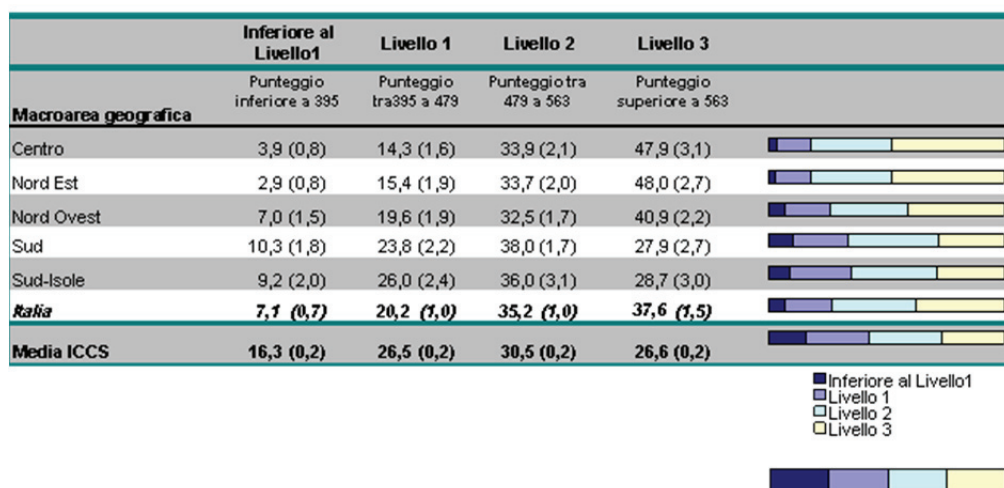 Inferiore al Livello1 Livello 1 Livello 2 Livello 3
Macroarea geografica Punteggio inferiore a 395 Punteggio tra395 a 479 Punteggio tra 479 a 563 Punteggio superiore a 563
Centro 3,9 (0,8) 14,3 (1,6) 33,9 (2,1) 47,9 (3,1)
Nord Est 2,9 (0,8) 15,4 (1,9) 33,7 (2,0) 48,0 (2,7)
Nord Ovest 7,0 (1,5) 19,6 (1,9) 32,5 (1,7) 40,9 (2,2)
Sud 10,3 (1,8) 23,8 (2,2) 38,0 (1,7) 27,9 (2,7)
Sud-Isole 9,2 (2,0) 26,0 (2,4) 36,0 (3,1) 28,7 (3,0)
Italia 7,1 (0,7) 20,2 (1,0) 35,2 (1,0) 37,6 (1,5)
Media ICCS 16,3 (0,2) 26,5 (0,2) 30,5 (0,2) 26,6 (0,2)
Inferiore al Livello1
Livello 1
Livello 2
Livello 3